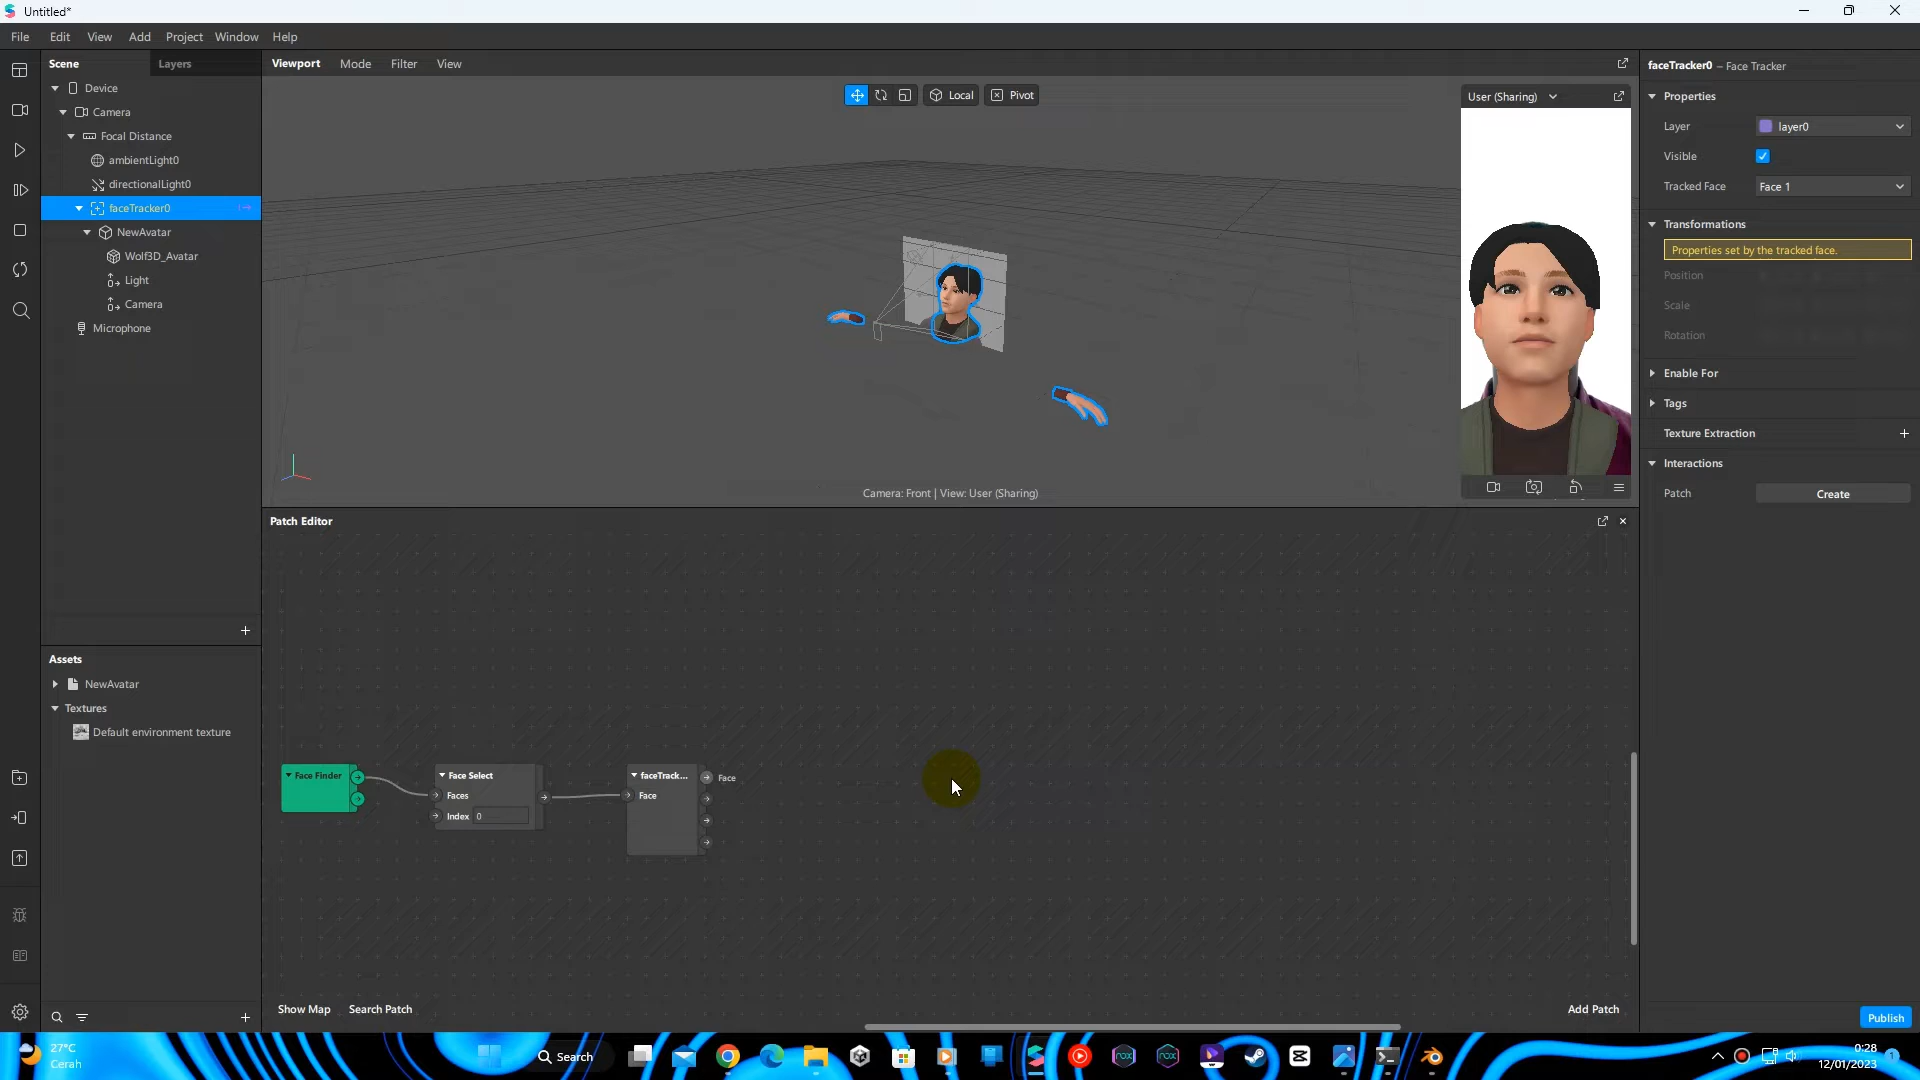 Untitled*
File Edit View Add Project Window Help
Scene Layers
Device
Camera
Focal Distance
ambientLight0
directionalLight0
faceTracker0
NewAvatar
Wolf3D_Avatar
Light
Camera
Microphone
Assets
NewAvatar
Textures
Default environment texture
Viewport Mode Filter View
Local Pivot
User (Sharing)
Camera: Front | View: User (Sharing)
Patch Editor
Face Finder
Face Select
Faces
Index 0
faceTrack...
Face
Face
Show Map Search Patch
Add Patch
faceTracker0 – Face Tracker
Properties
Layer layer0
Visible
Tracked Face Face 1
Transformations
Properties set by the tracked face.
Position
Scale
Rotation
Enable For
Tags
Texture Extraction
Interactions
Patch Create
Publish
27°C
Cerah
Search
nox
nox
0:28
12/01/2023
1